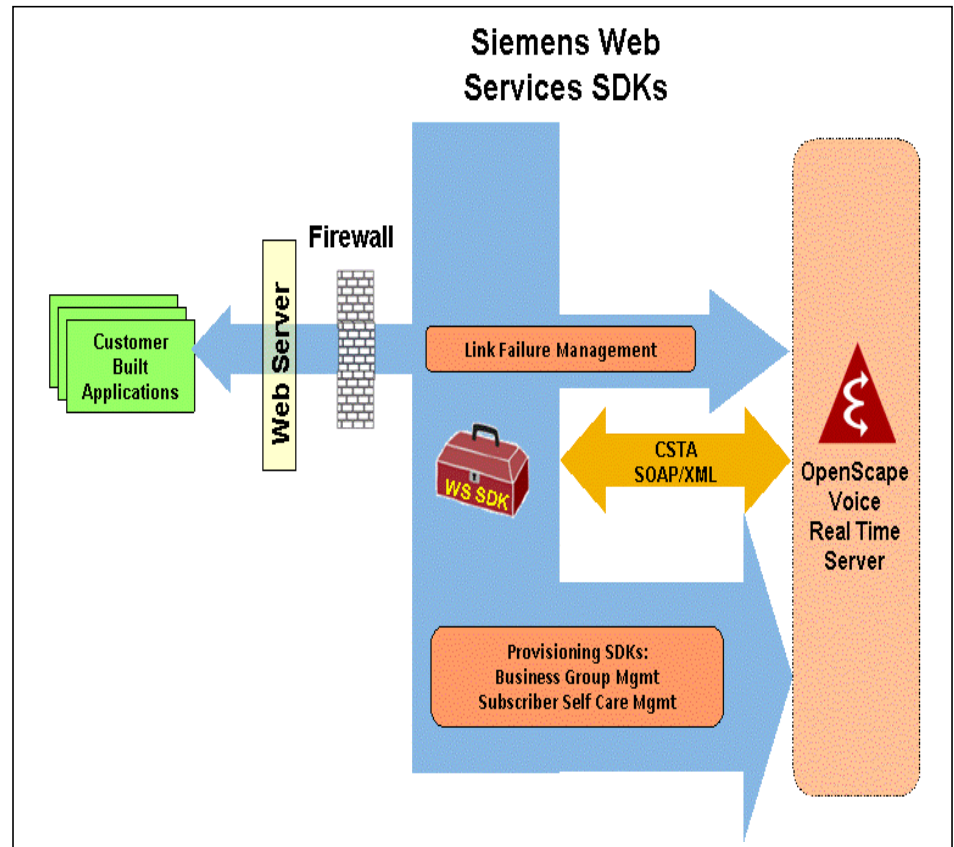 Siemens Web
Services SDKs
Firewall
Web Server
Customer
Built
Applications
Link Failure Management
WS SDK
CSTA
SOAP/XML
OpenScape
Voice
Real Time
Server
Provisioning SDKs:
Business Group Mgmt
Subscriber Self Care Mgmt